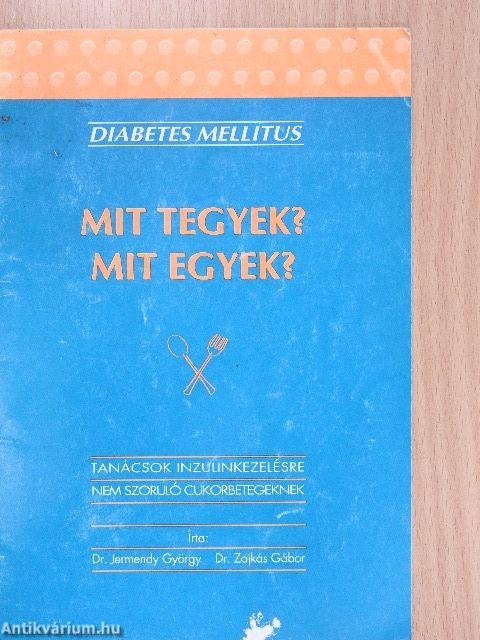 DIABETES MELLITUS
MIT TEGYEK?
MIT EGYEK?
TANÁCSOK INZULINKEZELÉSRE
NEM SZORULÓ CUKORBETEGEKNEK
Írta:
Dr. Jermendy György Dr. Zajkás Gábor
Antikvárium.hu